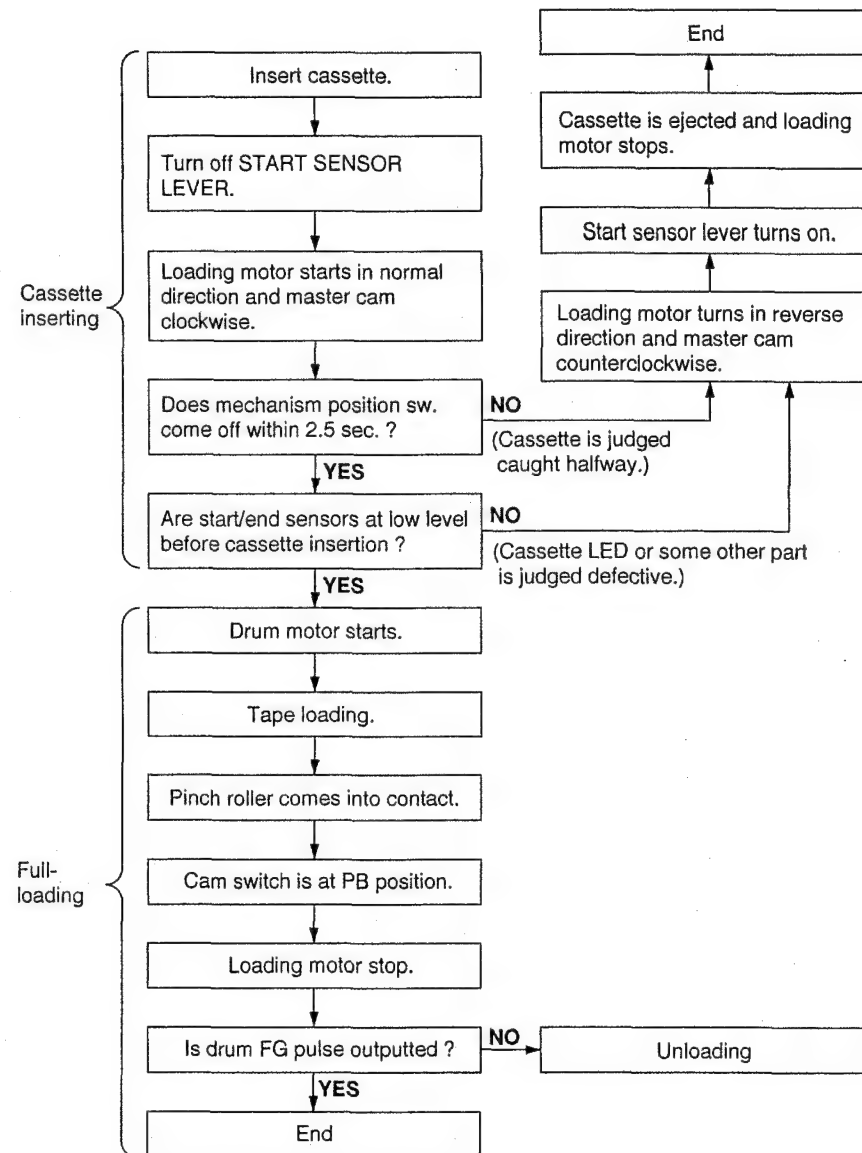 Insert cassette.
Turn off START SENSOR
LEVER.
Loading motor starts in normal
direction and master cam
clockwise.
Cassette
inserting
Does mechanism position sw.
come off within 2.5 sec. ?
NO
(Cassette is judged
caught halfway.)
YES
Are start/end sensors at low level
before cassette insertion ?
NO
(Cassette LED or some other part
is judged defective.)
YES
End
Cassette is ejected and loading
motor stops.
Start sensor lever turns on.
Loading motor turns in reverse
direction and master cam
counterclockwise.
Drum motor starts.
Tape loading.
Pinch roller comes into contact.
Full-
loading
Cam switch is at PB position.
Loading motor stop.
Is drum FG pulse outputted ?
NO
Unloading
YES
End